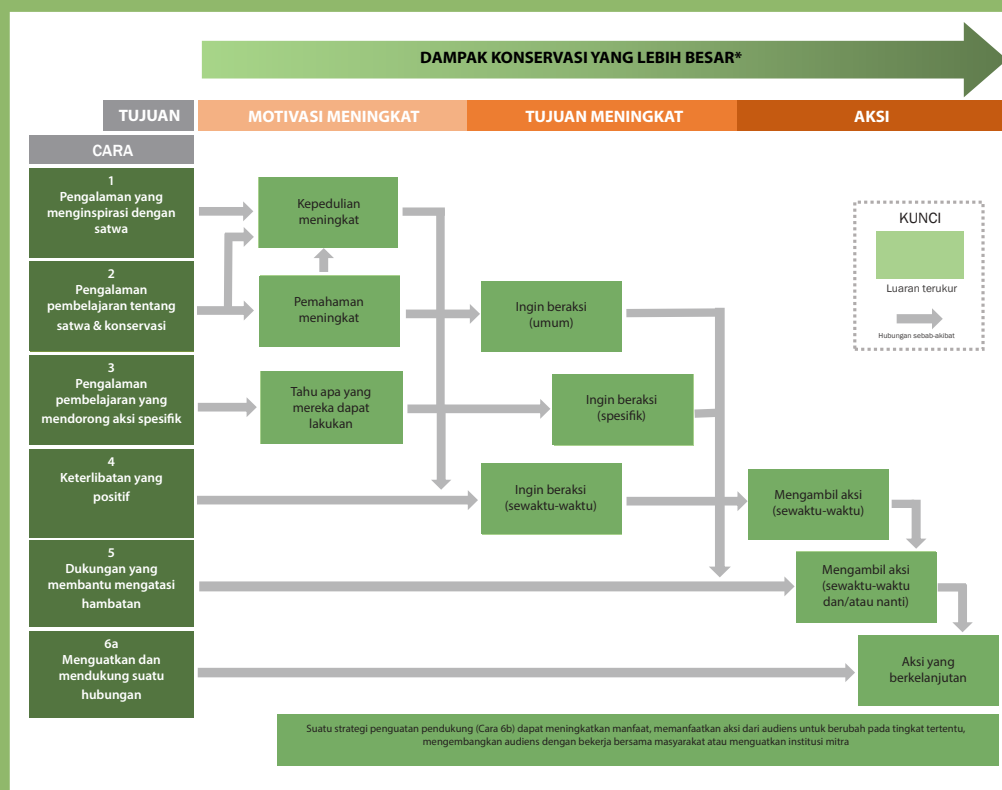 DAMPAK KONSERVASI YANG LEBIH BESAR*
TUJUAN
MOTIVASI MENINGKAT
TUJUAN MENINGKAT
AKSI
CARA
1
Pengalaman yang
menginspirasi dengan
satwa
Kepedulian
meningkat
KUNCI
Luaran terukur
Hubungan sebab-akibat
2
Pengalaman
pembelajaran tentang
satwa & konservasi
Pemahaman
meningkat
Ingin beraksi
(umum)
3
Pengalaman
pembelajaran yang
mendorong aksi spesifik
Tahu apa yang
mereka dapat
lakukan
Ingin beraksi
(spesifik)
4
Keterlibatan yang
positif
Ingin beraksi
(sewaktu-waktu)
Mengambil aksi
(sewaktu-waktu)
5
Dukungan yang
membantu mengatasi
hambatan
Mengambil aksi
(sewaktu-waktu
dan/atau nanti)
6a
Menguatkan dan
mendukung suatu
hubungan
Aksi yang
berkelanjutan
Suatu strategi penguatan pendukung (Cara 6b) dapat meningkatkan manfaat, memanfaatkan aksi dari audiens untuk berubah pada tingkat tertentu,
mengembangkan audiens dengan bekerja bersama masyarakat atau menguatkan institusi mitra